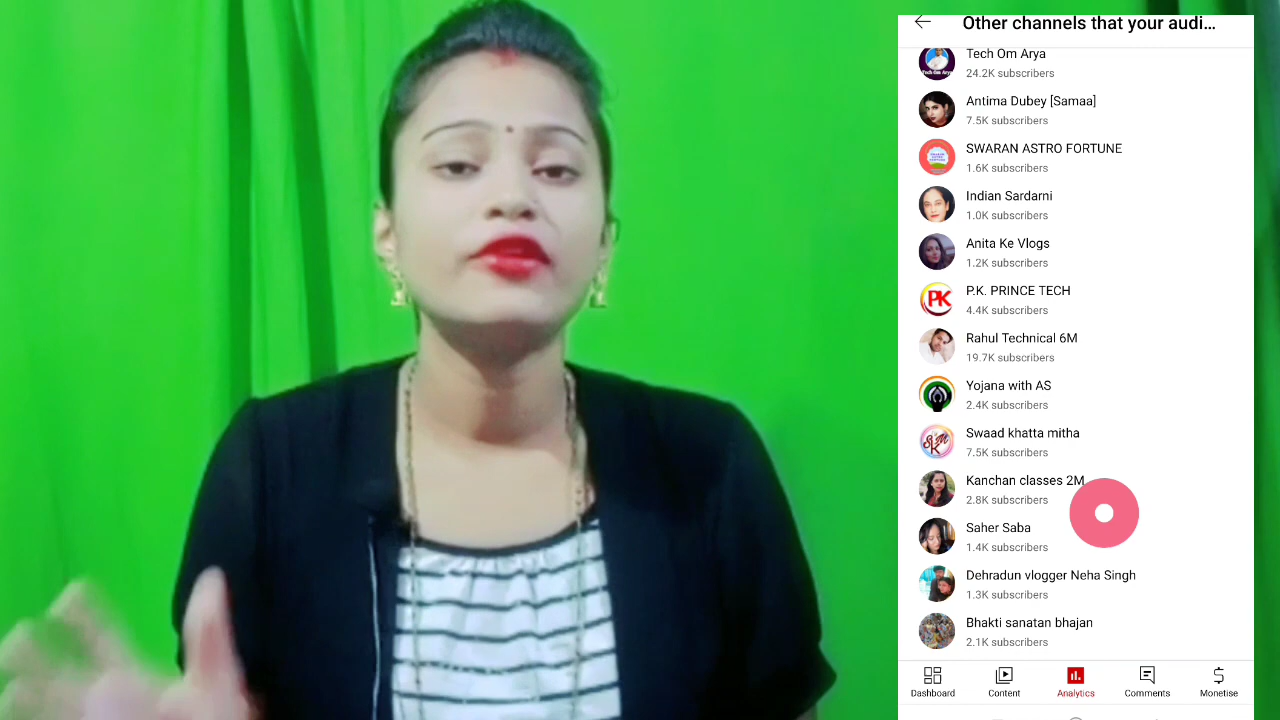 Other channels that your audi...
Tech Om Arya
24.2K subscribers
Antima Dubey [Samaa]
7.5K subscribers
SWARAN ASTRO FORTUNE
1.6K subscribers
Indian Sardarni
1.0K subscribers
Anita Ke Vlogs
1.2K subscribers
P.K. PRINCE TECH
4.4K subscribers
Rahul Technical 6M
19.7K subscribers
Yojana with AS
2.4K subscribers
Swaad khatta mitha
7.5K subscribers
Kanchan classes 2M
2.8K subscribers
Saher Saba
1.4K subscribers
Dehradun vlogger Neha Singh
1.3K subscribers
Bhakti sanatan bhajan
2.1K subscribers
Dashboard Content Analytics Comments Monetise